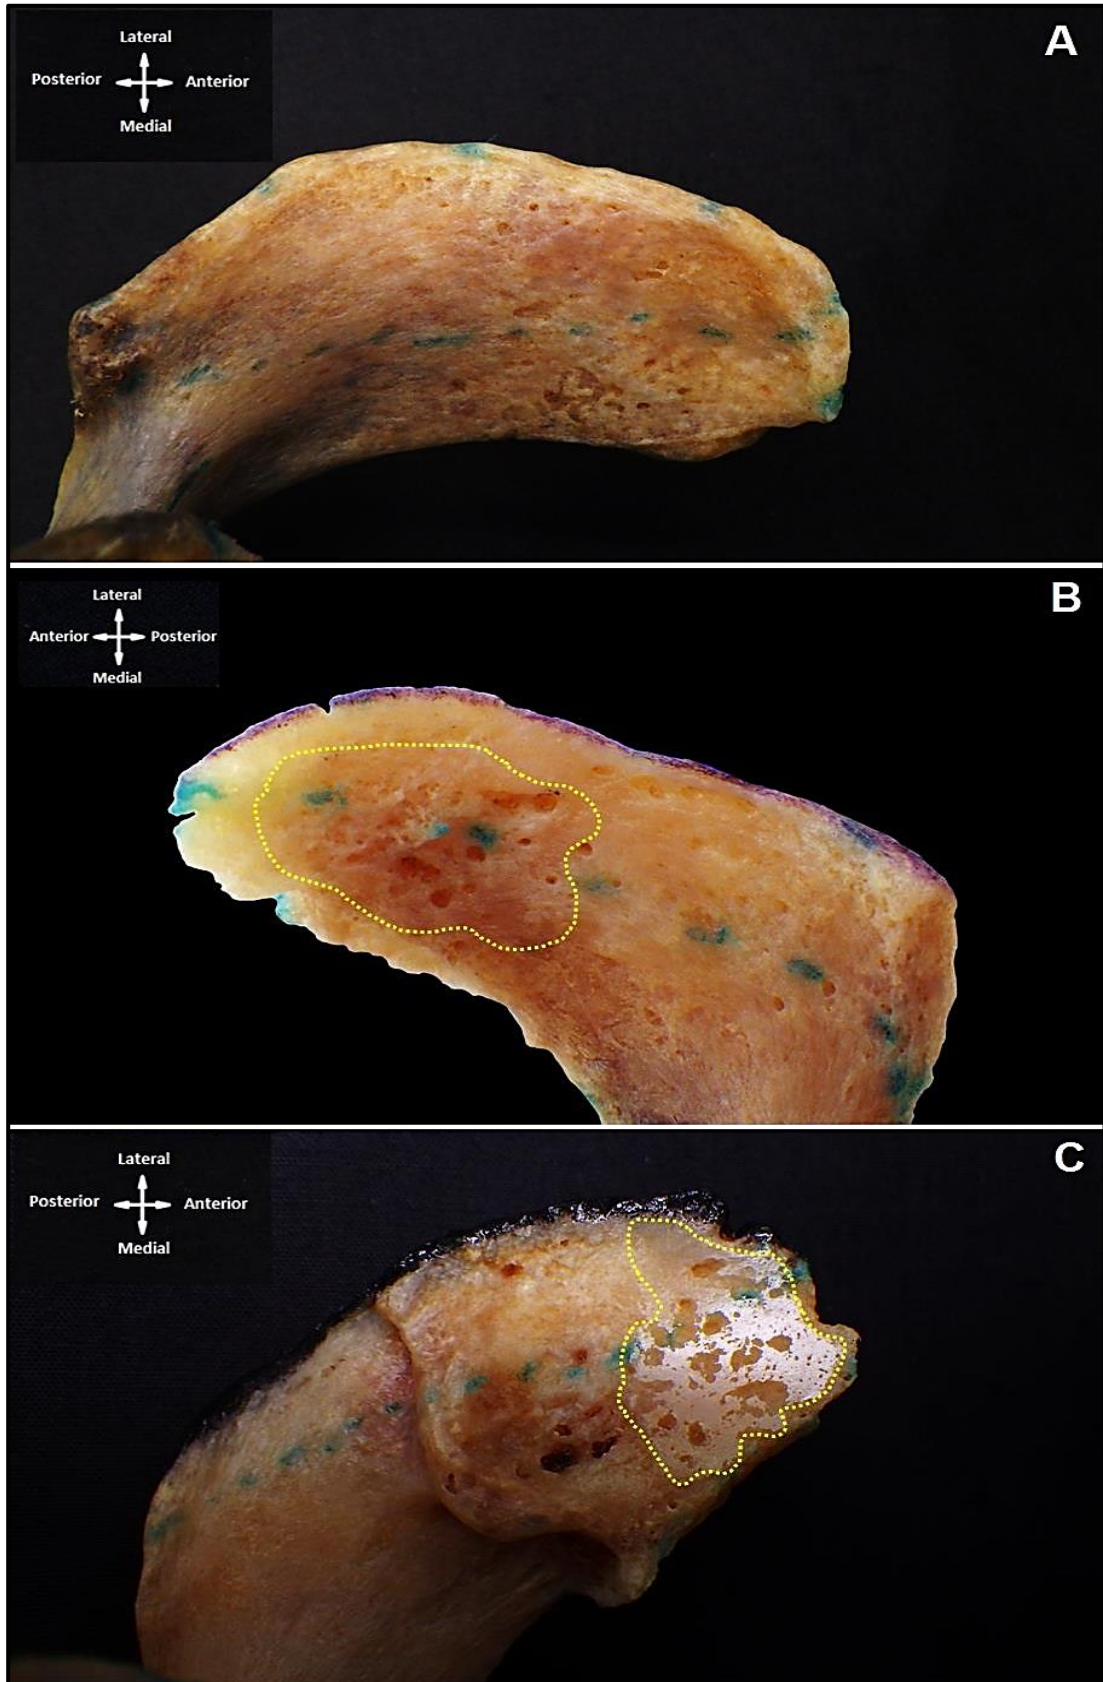 A
Lateral
Posterior Anterior
Medial
B
Lateral
Anterior Posterior
Medial
C
Lateral
Posterior Anterior
Medial